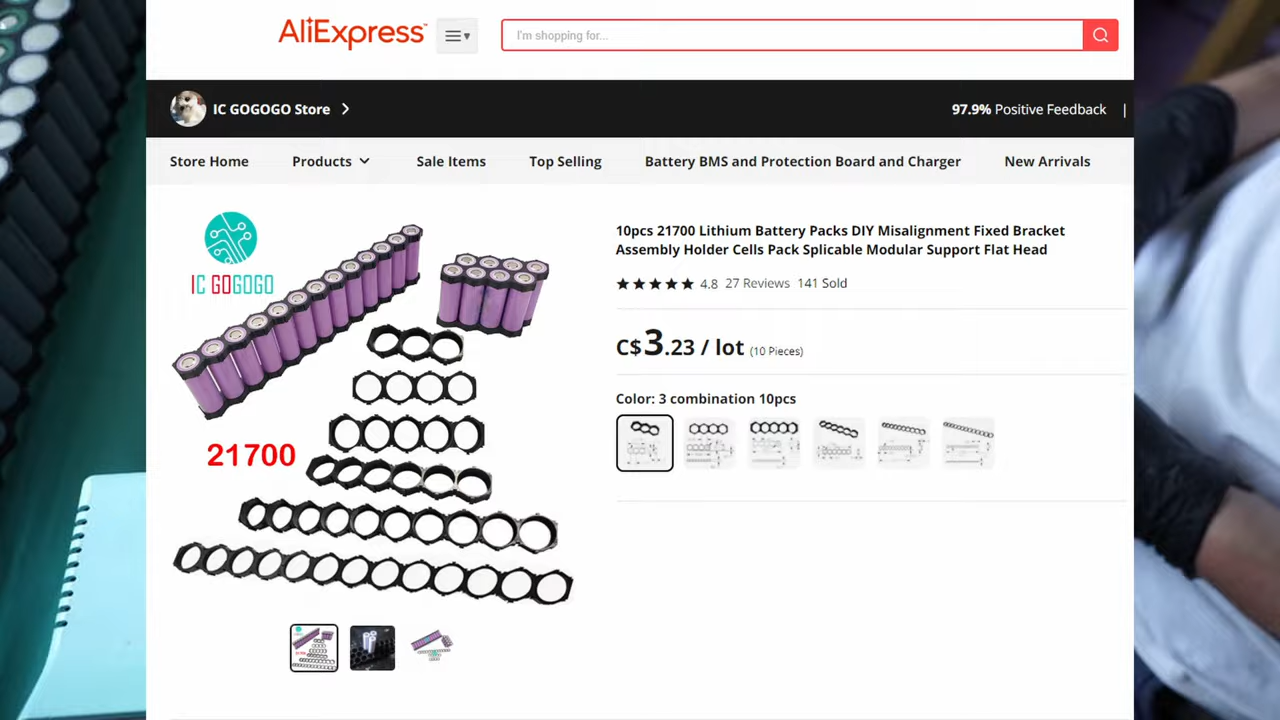 AliExpress™
I'm shopping for...
IC GOGOGO Store
97.9% Positive Feedback |
Store Home
Products
Sale Items
Top Selling
Battery BMS and Protection Board and Charger
New Arrivals
IC GOGOGO
21700
10pcs 21700 Lithium Battery Packs DIY Misalignment Fixed Bracket
Assembly Holder Cells Pack Splicable Modular Support Flat Head
4.8 27 Reviews 141 Sold
C$3.23 / lot (10 Pieces)
Color: 3 combination 10pcs